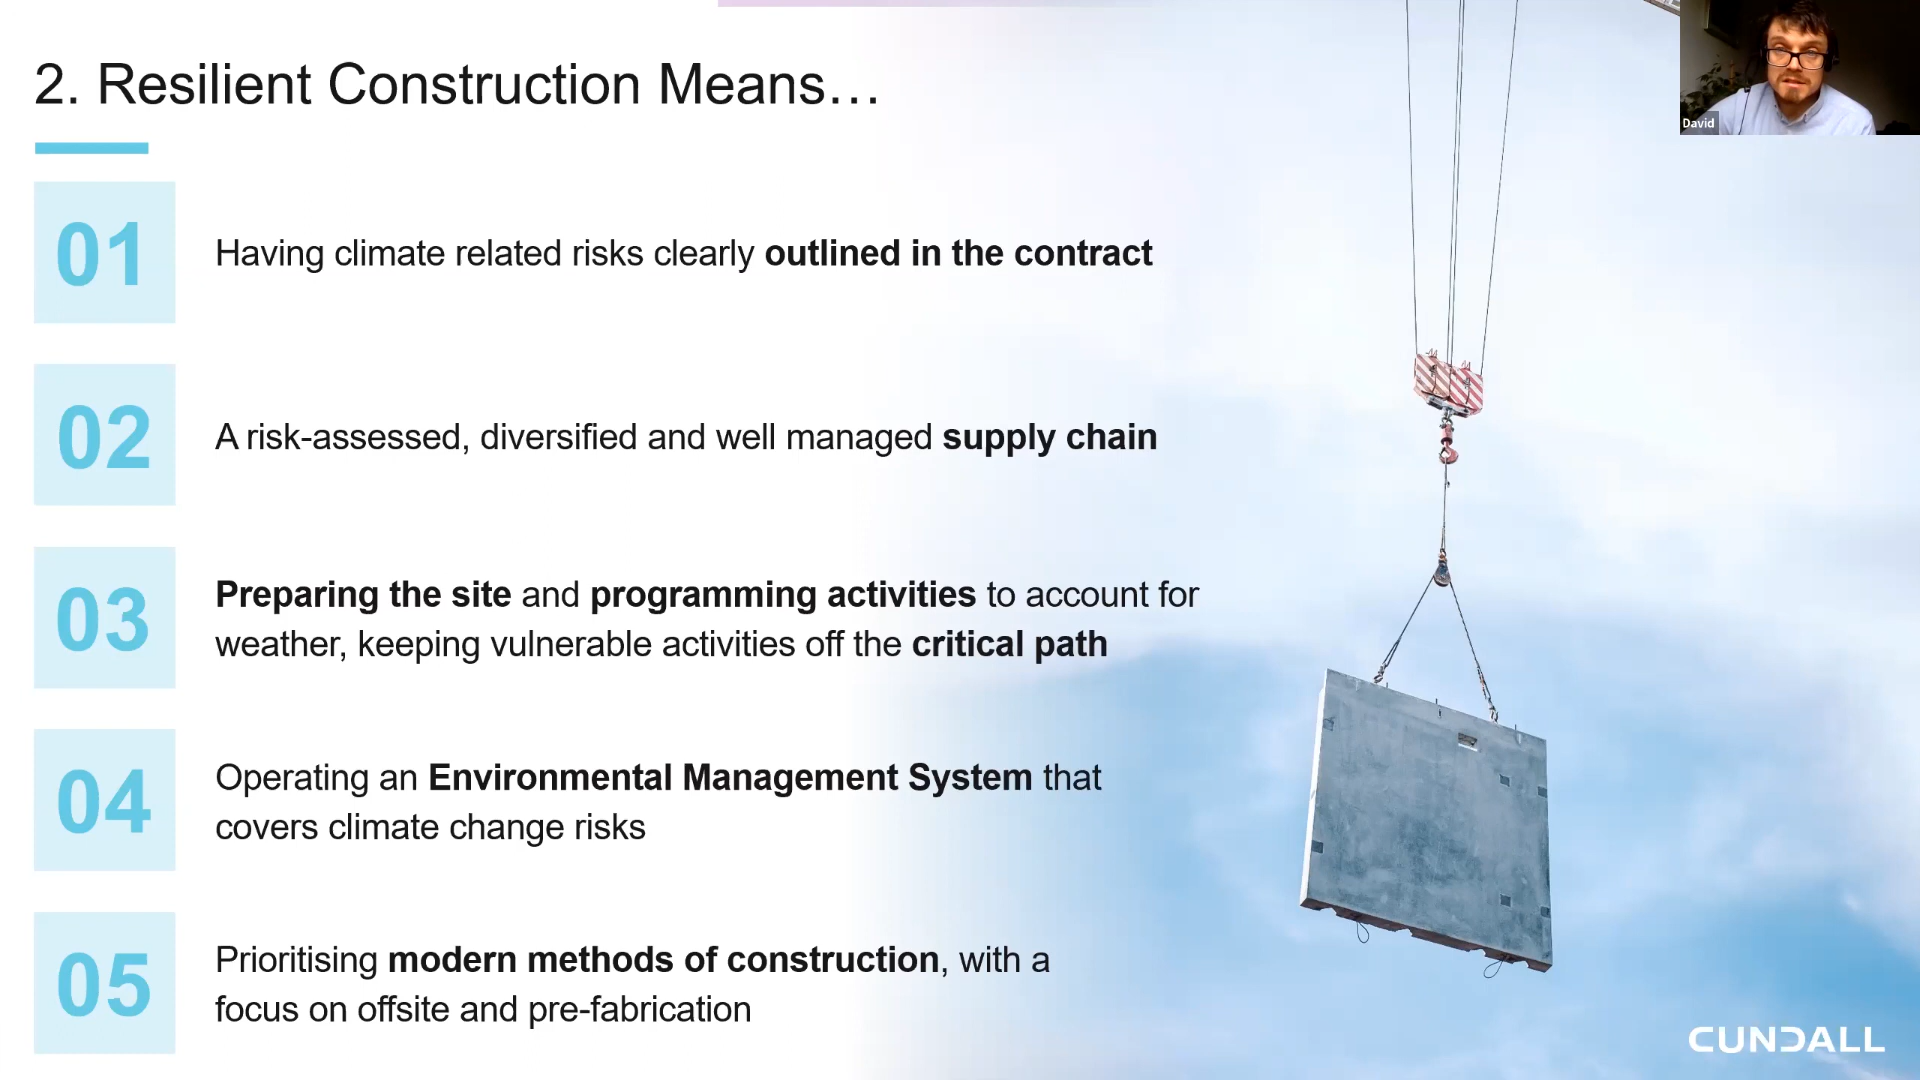 2. Resilient Construction Means…
David
01
Having climate related risks clearly outlined in the contract
02
A risk-assessed, diversified and well managed supply chain
03
Preparing the site and programming activities to account for
weather, keeping vulnerable activities off the critical path
04
Operating an Environmental Management System that
covers climate change risks
05
Prioritising modern methods of construction, with a
focus on offsite and pre-fabrication
CUNDALL